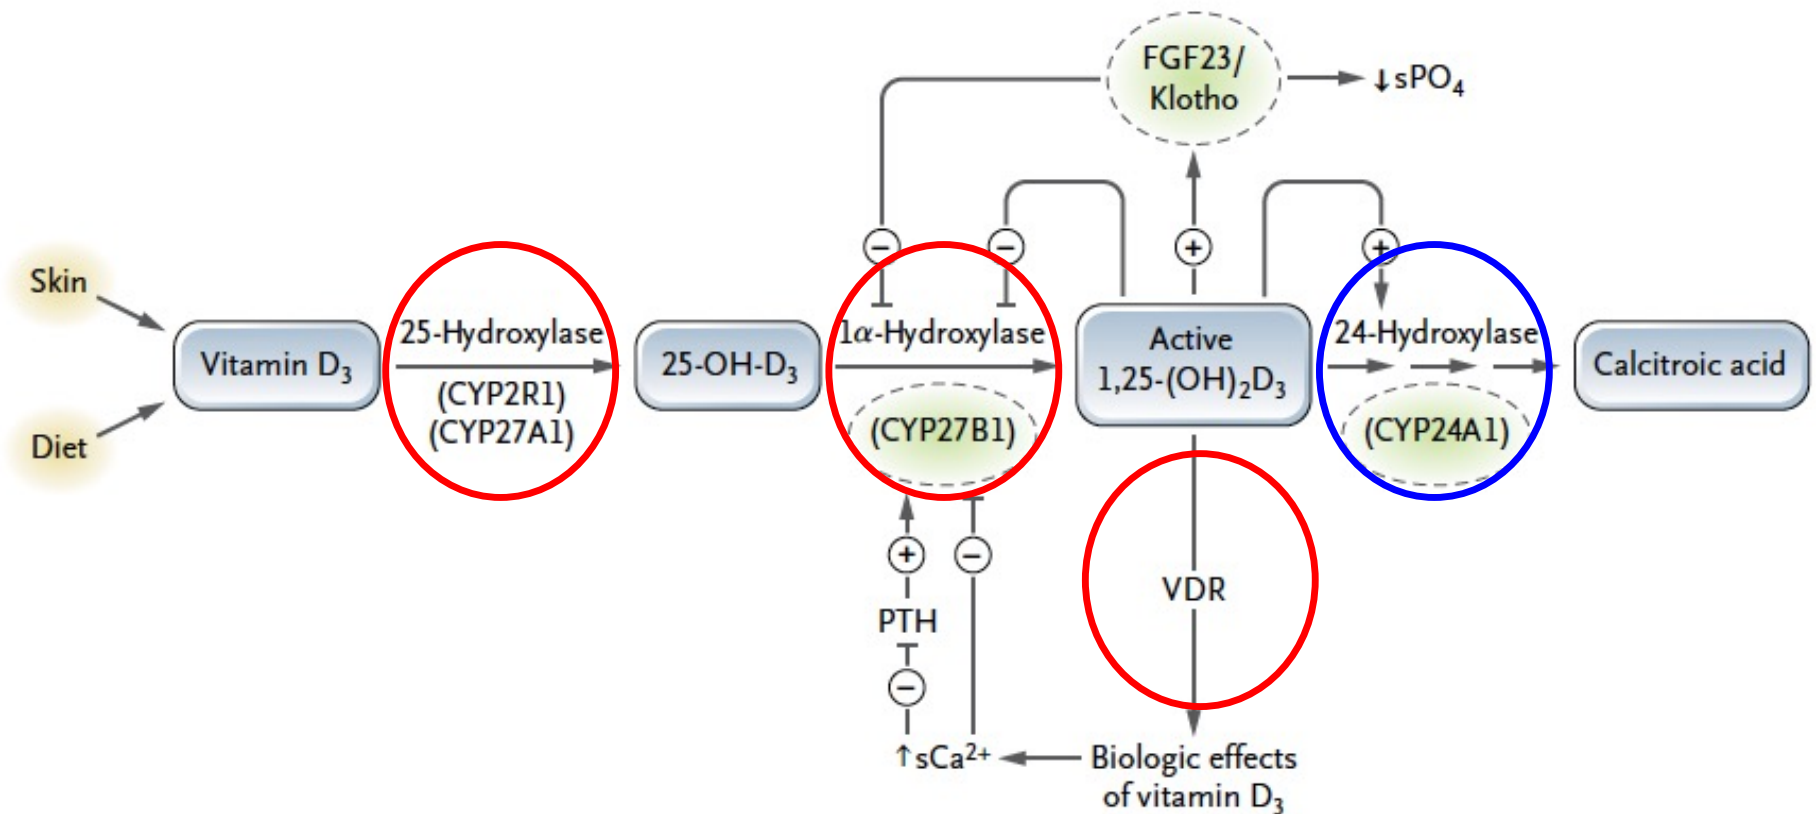 FGF23/
Klotho
↓sPO₄
−
−
+
+
Skin
Diet
Vitamin D₃
25-Hydroxylase
(CYP2R1)
(CYP27A1)
25-OH-D₃
1α-Hydroxylase
(CYP27B1)
Active
1,25-(OH)₂D₃
24-Hydroxylase
(CYP24A1)
Calcitroic acid
+
−
PTH
−
VDR
↑sCa²⁺
Biologic effects
of vitamin D₃